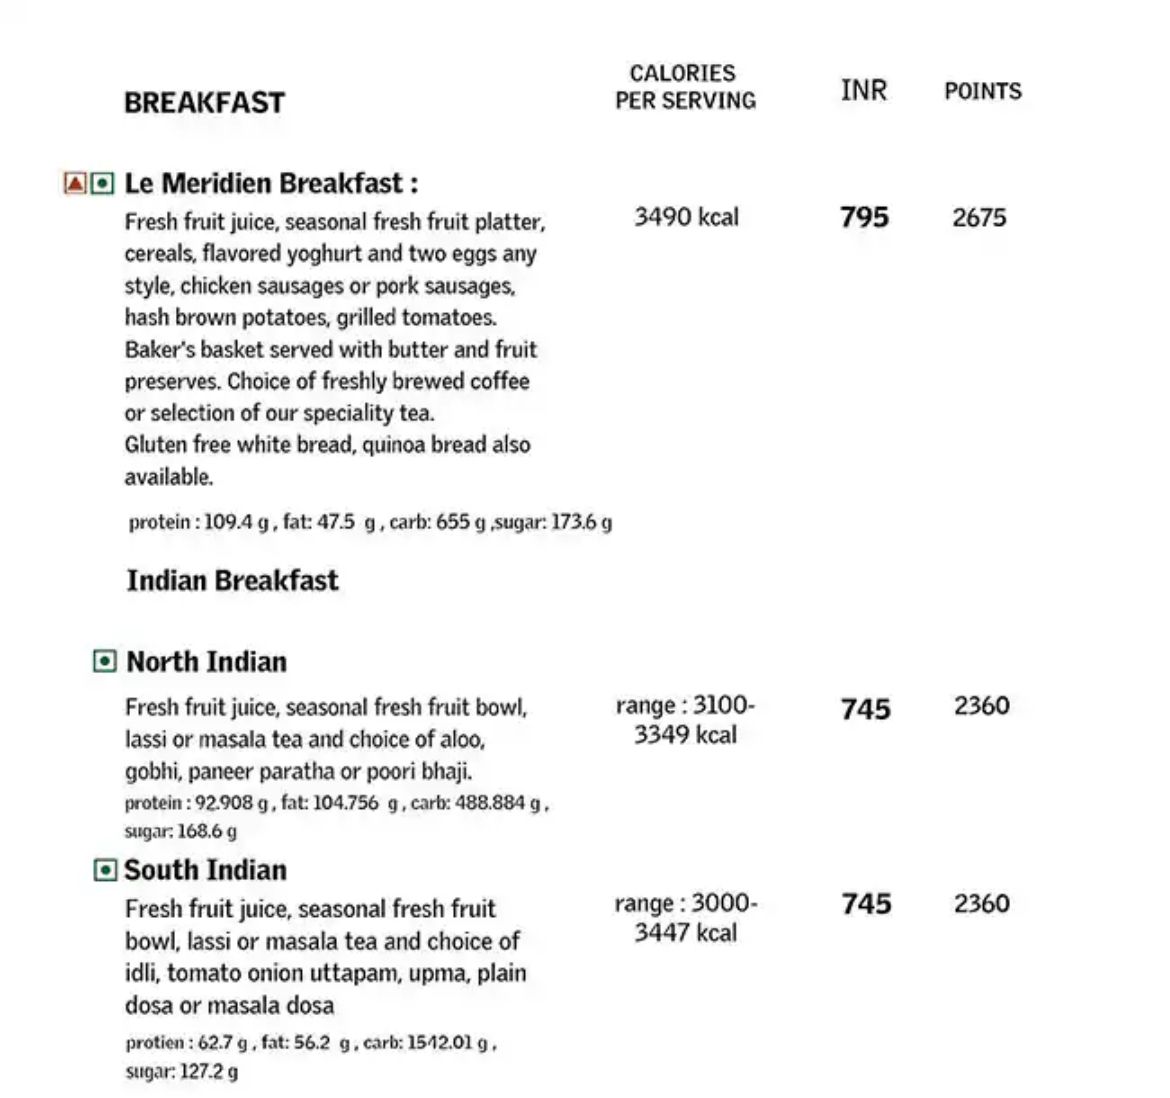 BREAKFAST
CALORIES
PER SERVING
INR
POINTS
Le Meridien Breakfast :
Fresh fruit juice, seasonal fresh fruit platter,
cereals, flavored yoghurt and two eggs any
style, chicken sausages or pork sausages,
hash brown potatoes, grilled tomatoes.
Baker's basket served with butter and fruit
preserves. Choice of freshly brewed coffee
or selection of our speciality tea.
Gluten free white bread, quinoa bread also
available.
3490 kcal
795
2675
protein : 109.4 g , fat: 47.5 g , carb: 655 g ,sugar: 173.6 g
Indian Breakfast
North Indian
Fresh fruit juice, seasonal fresh fruit bowl,
lassi or masala tea and choice of aloo,
gobhi, paneer paratha or poori bhaji.
range : 3100-
3349 kcal
745
2360
protein : 92.908 g , fat: 104.756 g , carb: 488.884 g ,
sugar: 168.6 g
South Indian
Fresh fruit juice, seasonal fresh fruit
bowl, lassi or masala tea and choice of
idli, tomato onion uttapam, upma, plain
dosa or masala dosa
range : 3000-
3447 kcal
745
2360
protien : 62.7 g , fat: 56.2 g , carb: 1542.01 g ,
sugar: 127.2 g